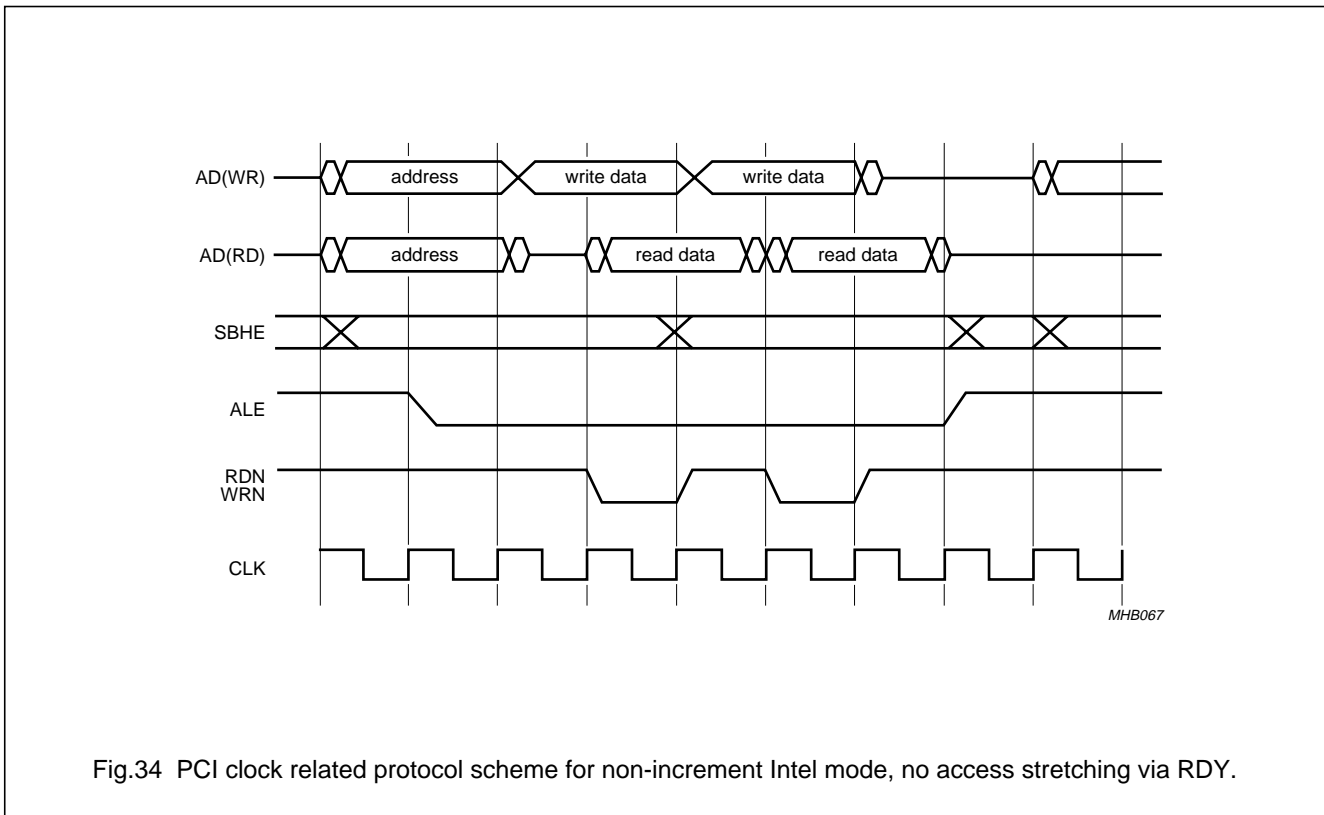 AD(WR)
address
write data
write data
AD(RD)
address
read data
read data
SBHE
ALE
RDN
WRN
CLK
MHB067
Fig.34 PCI clock related protocol scheme for non-increment Intel mode, no access stretching via RDY.